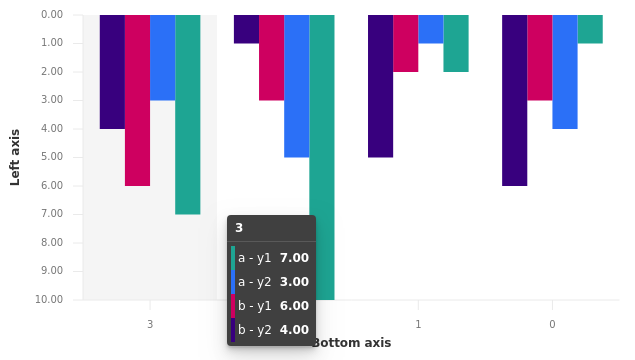 0.00
1.00
2.00
3.00
4.00
5.00
6.00
7.00
8.00
9.00
10.00
Left axis
3
a - y1 7.00
a - y2 3.00
b - y1 6.00
b - y2 4.00
3
1
0
Bottom axis